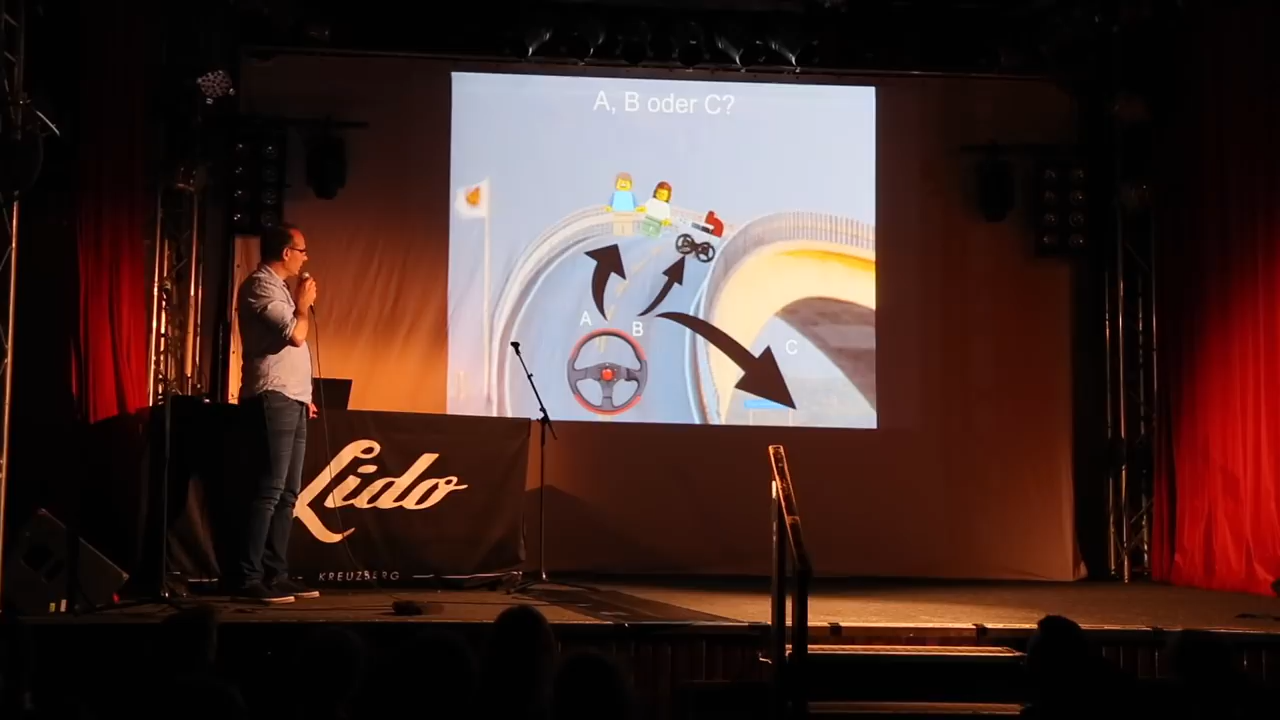 A, B oder C?
A
B
C
Lido
KREUZBERG